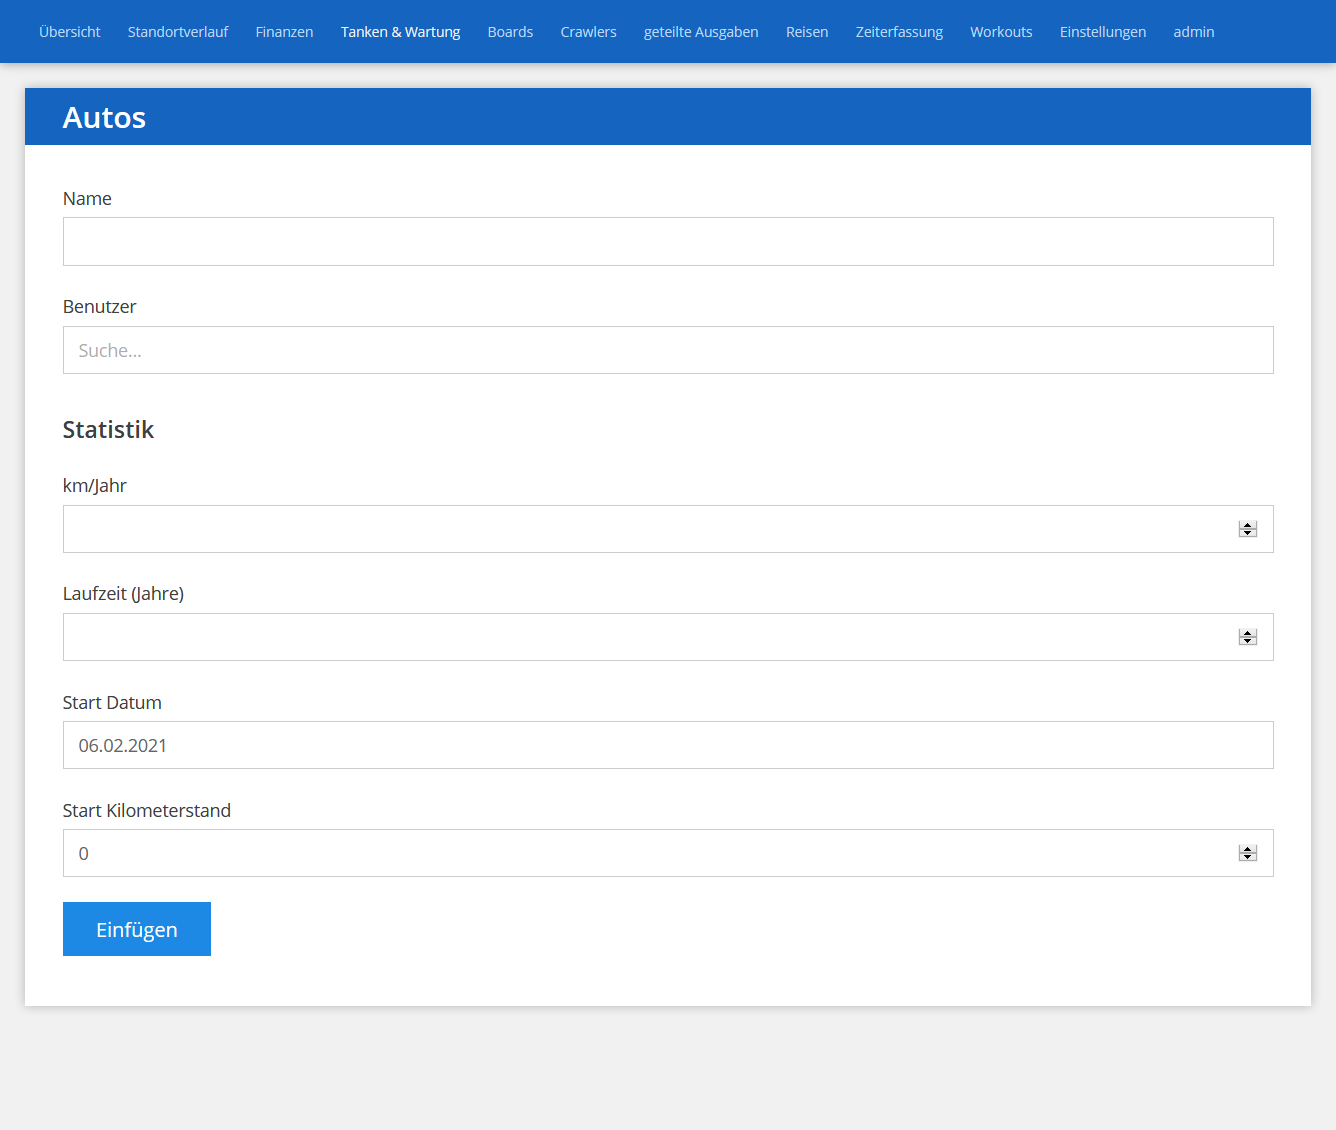 Übersicht Standortverlauf Finanzen Tanken & Wartung Boards Crawlers geteilte Ausgaben Reisen Zeiterfassung Workouts Einstellungen admin
Autos
Name
Benutzer
Suche...
Statistik
km/Jahr
Laufzeit (Jahre)
Start Datum
06.02.2021
Start Kilometerstand
0
Einfügen